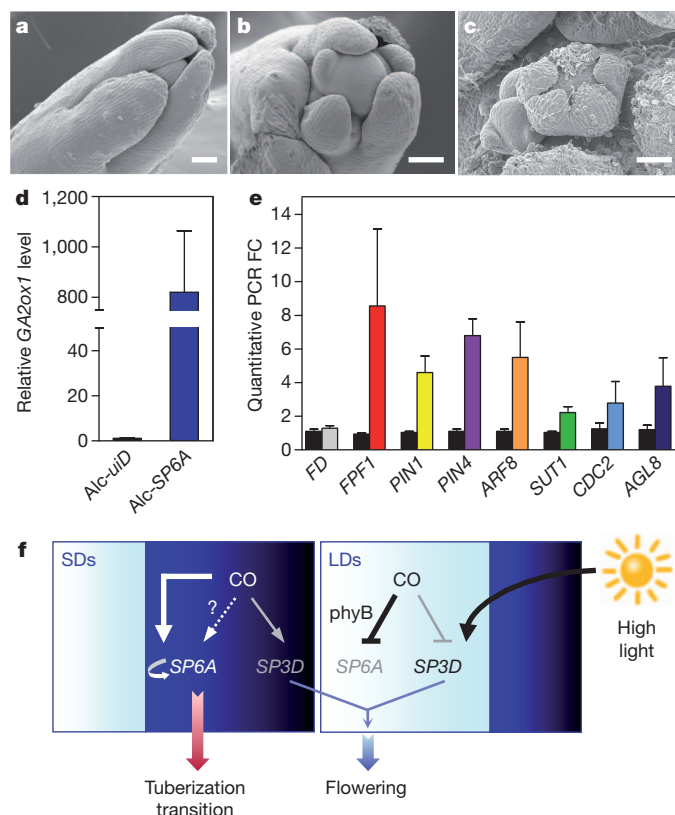 a
b
c
d
1,200
1,000
800
40
20
0
Relative GA2ox1 level
Alc-uiD
Alc-SP6A
e
14
12
10
8
6
4
2
0
Quantitative PCR FC
FD
FPF1
PIN1
PIN4
ARF8
SUT1
CDC2
AGL8
f
SDs
CO
?
SP6A
SP3D
Tuberization
transition
LDs
CO
phyB
SP6A
SP3D
Flowering
High
light